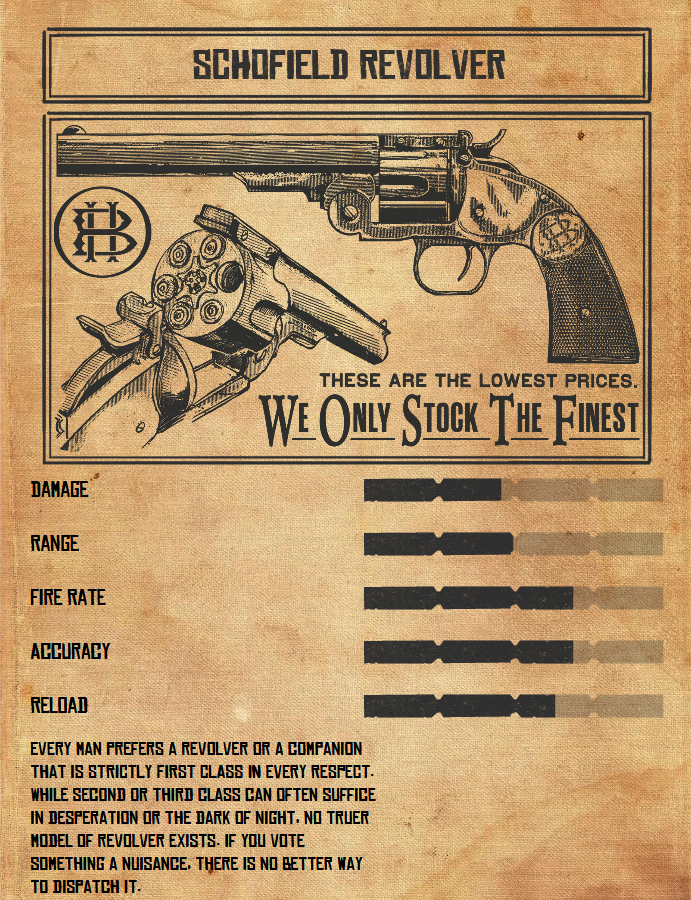 SCHOFIELD REVOLVER
THESE ARE THE LOWEST PRICES.
WE ONLY STOCK THE FINEST
DAMAGE
RANGE
FIRE RATE
ACCURACY
RELOAD
EVERY MAN PREFERS A REVOLVER OR A COMPANION
THAT IS STRICTLY FIRST CLASS IN EVERY RESPECT.
WHILE SECOND OR THIRD CLASS CAN OFTEN SUFFICE
IN DESPERATION OR THE DARK OF NIGHT, NO TRUER
MODEL OF REVOLVER EXISTS. IF YOU VOTE
SOMETHING A NUISANCE, THERE IS NO BETTER WAY
TO DISPATCH IT.